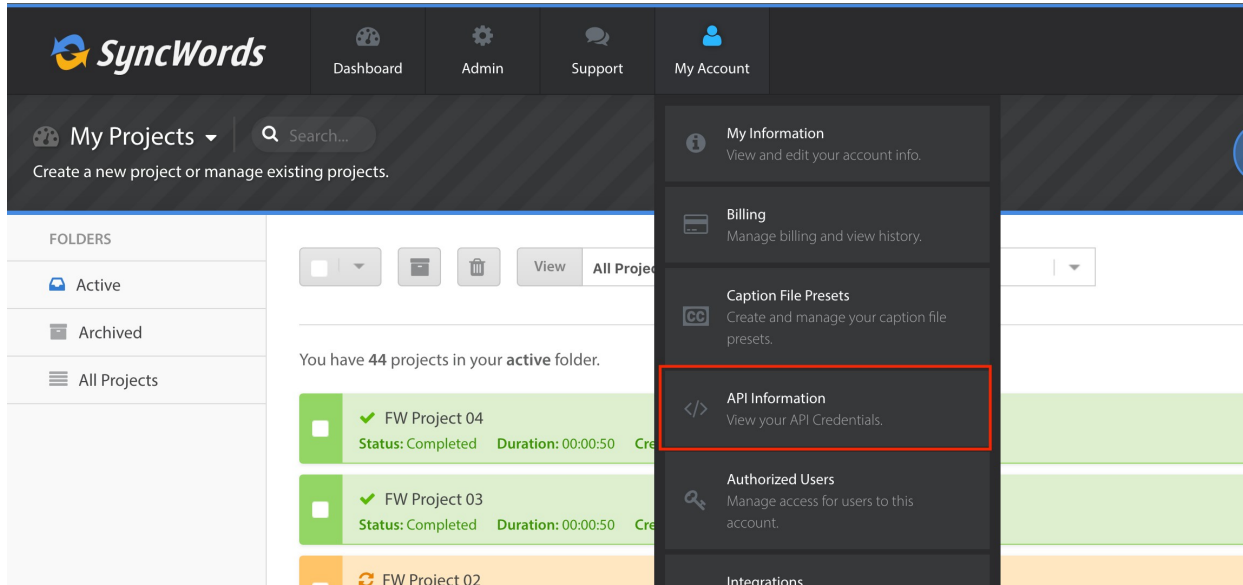 SyncWords
Dashboard
Admin
Support
My Account
My Projects
Search...
Create a new project or manage existing projects.
My Information
View and edit your account info.
Billing
Manage billing and view history.
Caption File Presets
Create and manage your caption file
presets.
API Information
View your API Credentials.
Authorized Users
Manage access for users to this
account.
Integrations
FOLDERS
Active
Archived
All Projects
View All Projec
You have 44 projects in your active folder.
FW Project 04
Status: Completed Duration: 00:00:50 Cre
FW Project 03
Status: Completed Duration: 00:00:50 Cre
FW Project 02
CC